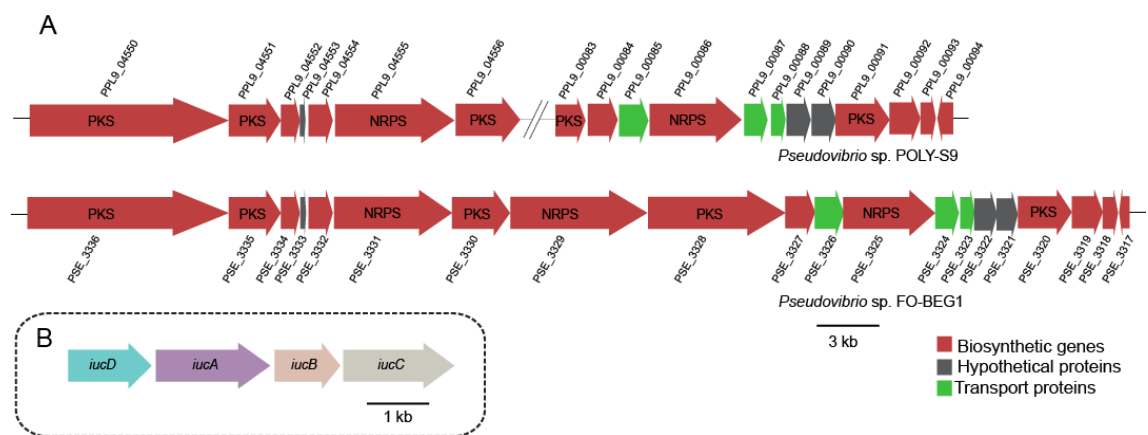 A
PPL9_04550
PPL9_04551
PPL9_04552
PPL9_04553
PPL9_04554
PPL9_04555
PPL9_04556
PPL9_00083
PPL9_00084
PPL9_00085
PPL9_00086
PPL9_00087
PPL9_00088
PPL9_00089
PPL9_00090
PPL9_00091
PPL9_00092
PPL9_00093
PPL9_00094
PKS PKS NRPS PKS PKS NRPS PKS
Pseudovibrio sp. POLY-S9
PKS PKS NRPS PKS NRPS PKS NRPS PKS
PSE_3336
PSE_3335
PSE_3334
PSE_3333
PSE_3332
PSE_3331
PSE_3330
PSE_3329
PSE_3328
PSE_3327
PSE_3326
PSE_3325
PSE_3324
PSE_3323
PSE_3322
PSE_3321
PSE_3320
PSE_3319
PSE_3318
PSE_3317
Pseudovibrio sp. FO-BEG1
3 kb
B
iucD iucA iucB iucC
1 kb
Biosynthetic genes
Hypothetical proteins
Transport proteins